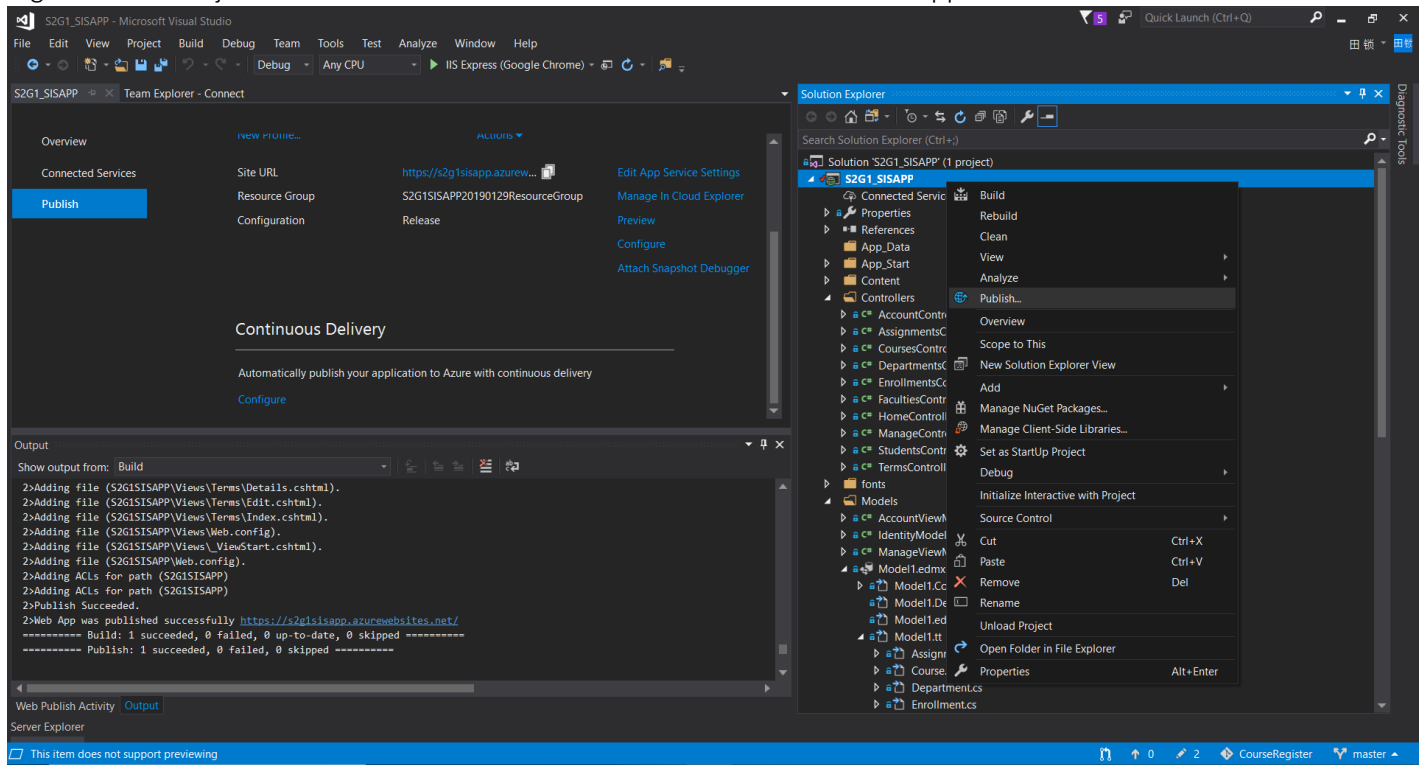 S2G1_SISAPP - Microsoft Visual Studio
5
Quick Launch (Ctrl+Q)
File Edit View Project Build Debug Team Tools Test Analyze Window Help
田 锁
田锁
Debug Any CPU IIS Express (Google Chrome)
S2G1_SISAPP
Team Explorer - Connect
Overview
Connected Services
Publish
New Profile...
Actions
Site URL
https://s2g1sisapp.azurew...
Edit App Service Settings
Resource Group
S2G1SISAPP20190129ResourceGroup
Manage In Cloud Explorer
Configuration
Release
Preview
Configure
Attach Snapshot Debugger
Continuous Delivery
Automatically publish your application to Azure with continuous delivery
Configure
Output
Show output from: Build
2>Adding file (S2G1SISAPP\Views\Terms\Details.cshtml).
2>Adding file (S2G1SISAPP\Views\Terms\Edit.cshtml).
2>Adding file (S2G1SISAPP\Views\Terms\Index.cshtml).
2>Adding file (S2G1SISAPP\Views\Web.config).
2>Adding file (S2G1SISAPP\Views\_ViewStart.cshtml).
2>Adding file (S2G1SISAPP\Web.config).
2>Adding ACLs for path (S2G1SISAPP)
2>Adding ACLs for path (S2G1SISAPP)
2>Publish Succeeded.
2>Web App was published successfully https://s2g1sisapp.azurewebsites.net/
========== Build: 1 succeeded, 0 failed, 0 up-to-date, 0 skipped ==========
========== Publish: 1 succeeded, 0 failed, 0 skipped ==========
Web Publish Activity
Output
Server Explorer
Solution Explorer
Search Solution Explorer (Ctrl+;)
Solution 'S2G1_SISAPP' (1 project)
S2G1_SISAPP
Connected Servic
Properties
References
App_Data
App_Start
Content
Controllers
C# AccountContr
C# AssignmentsC
C# CoursesContro
C# DepartmentsC
C# EnrollmentsCo
C# FacultiesContr
C# HomeControll
C# ManageContro
C# StudentsContr
C# TermsControll
fonts
Models
C# AccountViewM
C# IdentityModel
C# ManageViewM
Model1.edmx
Model1.Co
Model1.De
Model1.ed
Model1.tt
Assignm
Course.
Department.cs
Enrollment.cs
Build
Rebuild
Clean
View
Analyze
Publish...
Overview
Scope to This
New Solution Explorer View
Add
Manage NuGet Packages...
Manage Client-Side Libraries...
Set as StartUp Project
Debug
Initialize Interactive with Project
Source Control
Cut Ctrl+X
Paste Ctrl+V
Remove Del
Rename
Unload Project
Open Folder in File Explorer
Properties Alt+Enter
Diagnostic Tools
This item does not support previewing
0
2
CourseRegister
master